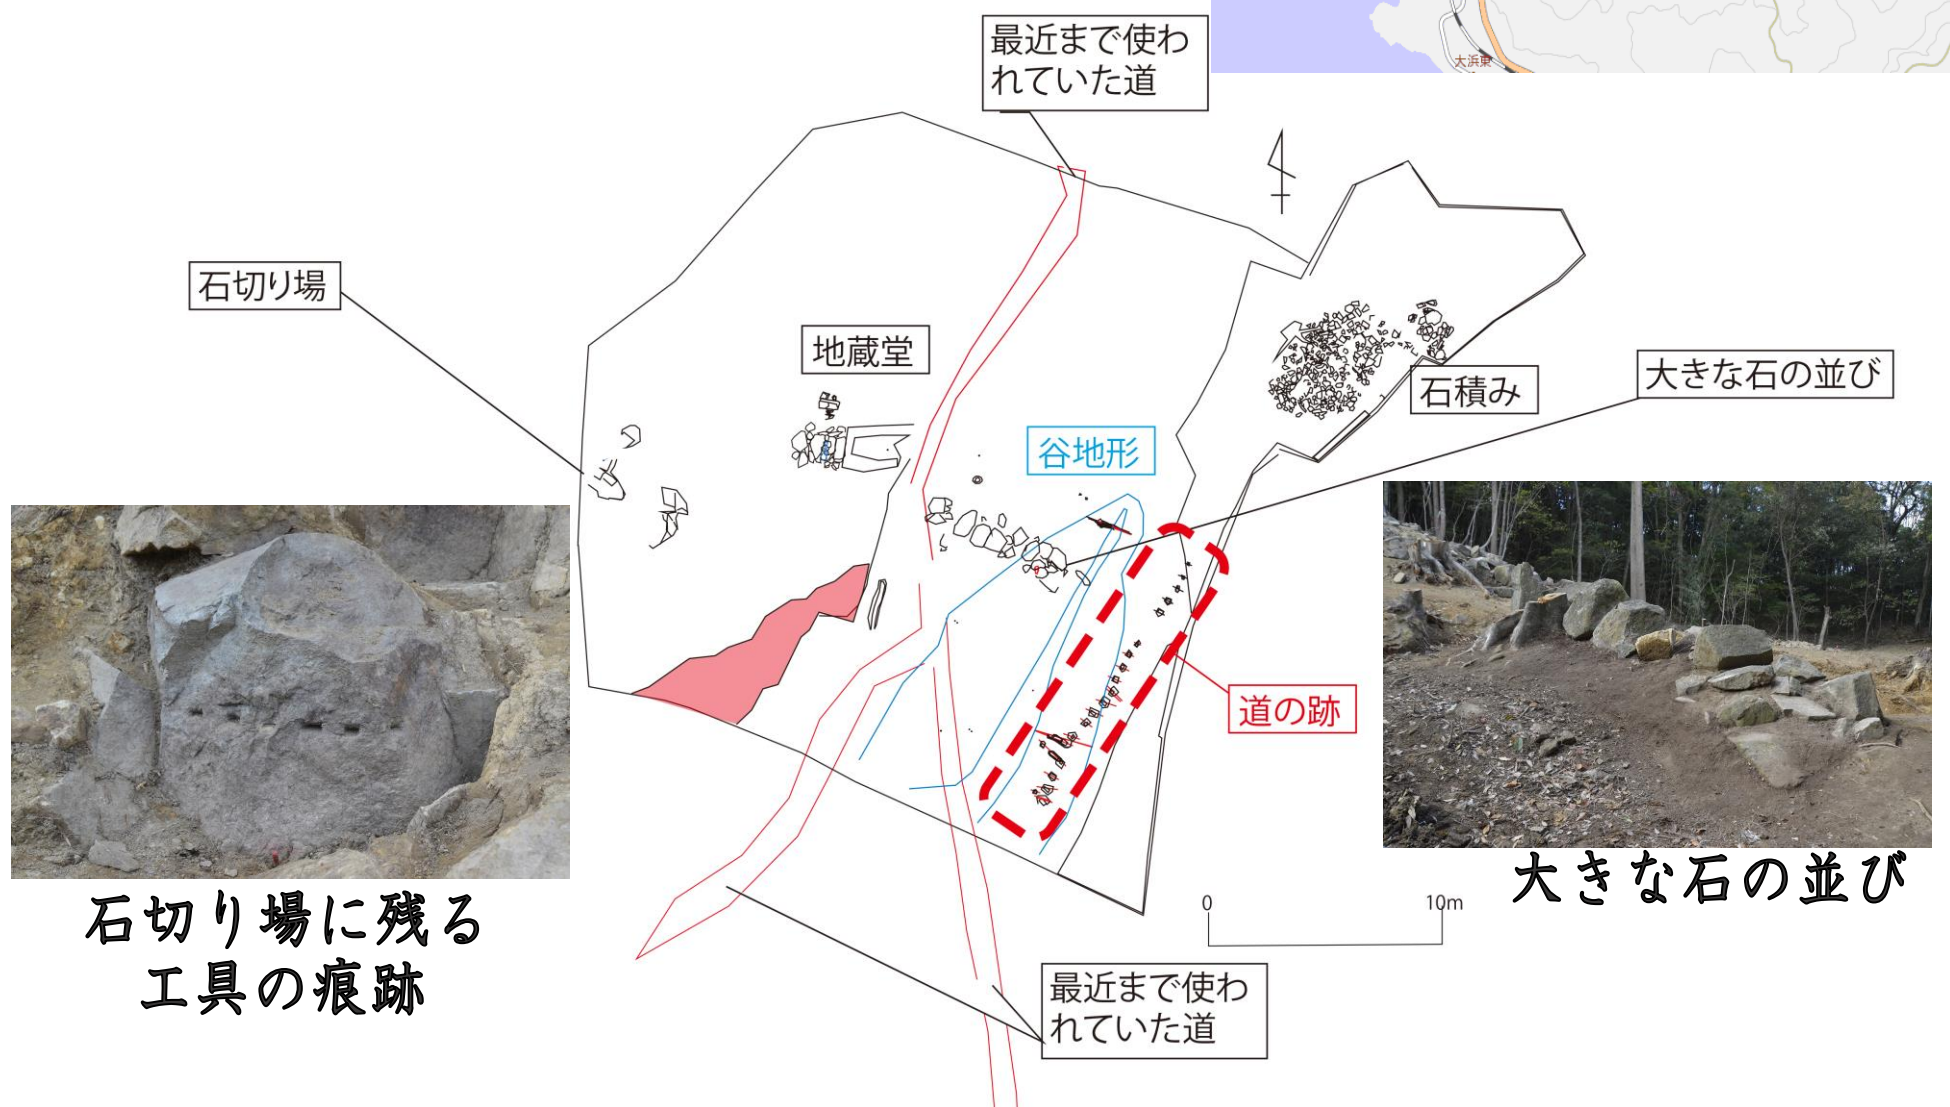 大浜東
最近まで使わ
れていた道
石切り場
地蔵堂
石積み
大きな石の並び
谷地形
道の跡
0
10m
大きな石の並び
石切り場に残る
工具の痕跡
最近まで使わ
れていた道